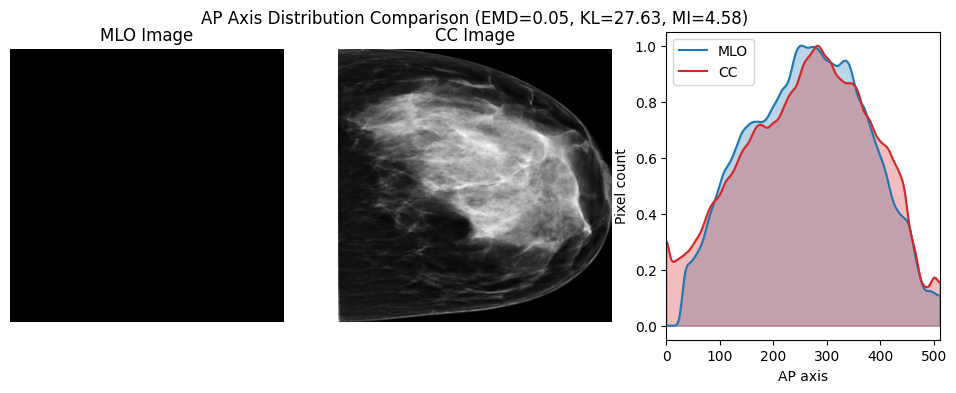 AP Axis Distribution Comparison (EMD=0.05, KL=27.63, MI=4.58)
MLO Image
CC Image
MLO
CC
Pixel count
1.0
0.8
0.6
0.4
0.2
0.0
0 100 200 300 400 500
AP axis